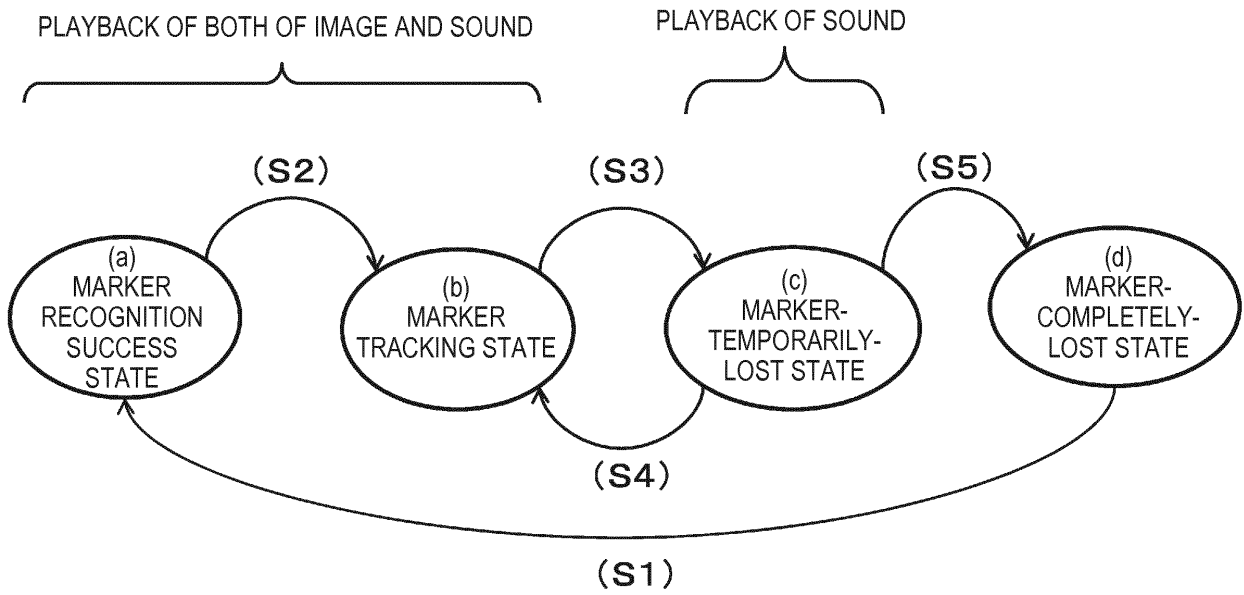 PLAYBACK OF BOTH OF IMAGE AND SOUND
PLAYBACK OF SOUND
(S2)
(S3)
(S5)
(a)
MARKER
RECOGNITION
SUCCESS
STATE
(b)
MARKER
TRACKING STATE
(c)
MARKER-
TEMPORARILY-
LOST STATE
(d)
MARKER-
COMPLETELY-
LOST STATE
(S4)
(S1)